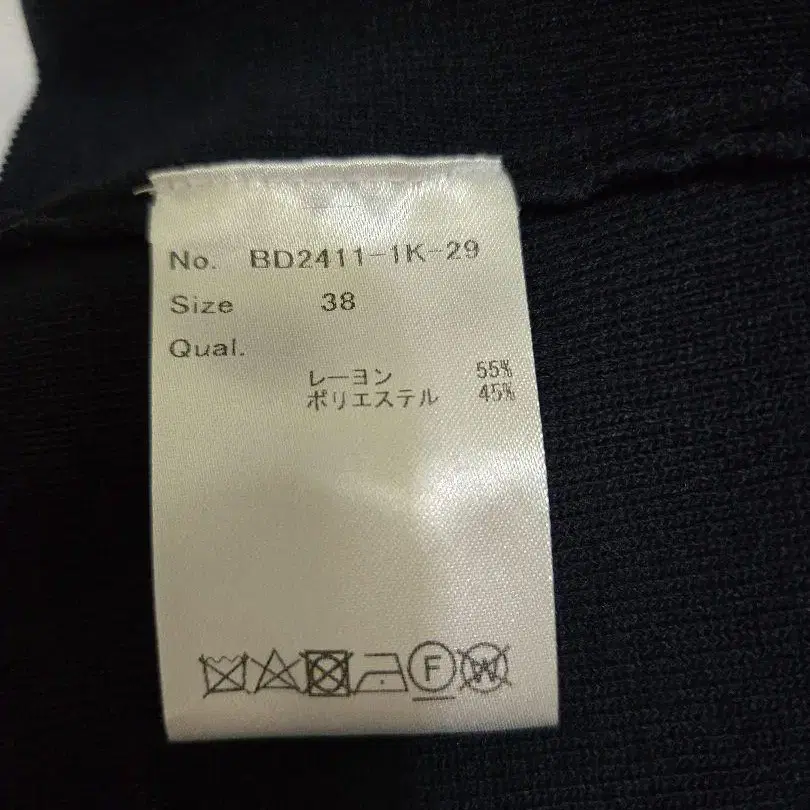 No. BD2411-1K-29
Size 38
Qual.
レーヨン 55%
ポリエステル 45%
F W